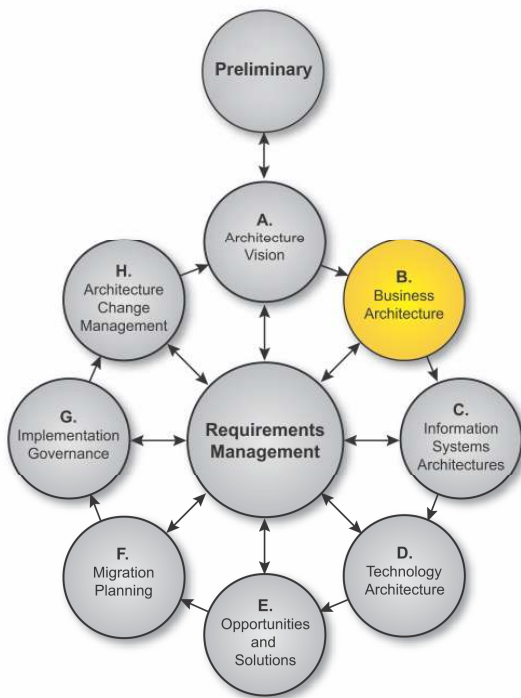 Preliminary
A.
Architecture
Vision
B.
Business
Architecture
C.
Information
Systems
Architectures
D.
Technology
Architecture
E.
Opportunities
and
Solutions
F.
Migration
Planning
G.
Implementation
Governance
H.
Architecture
Change
Management
Requirements
Management